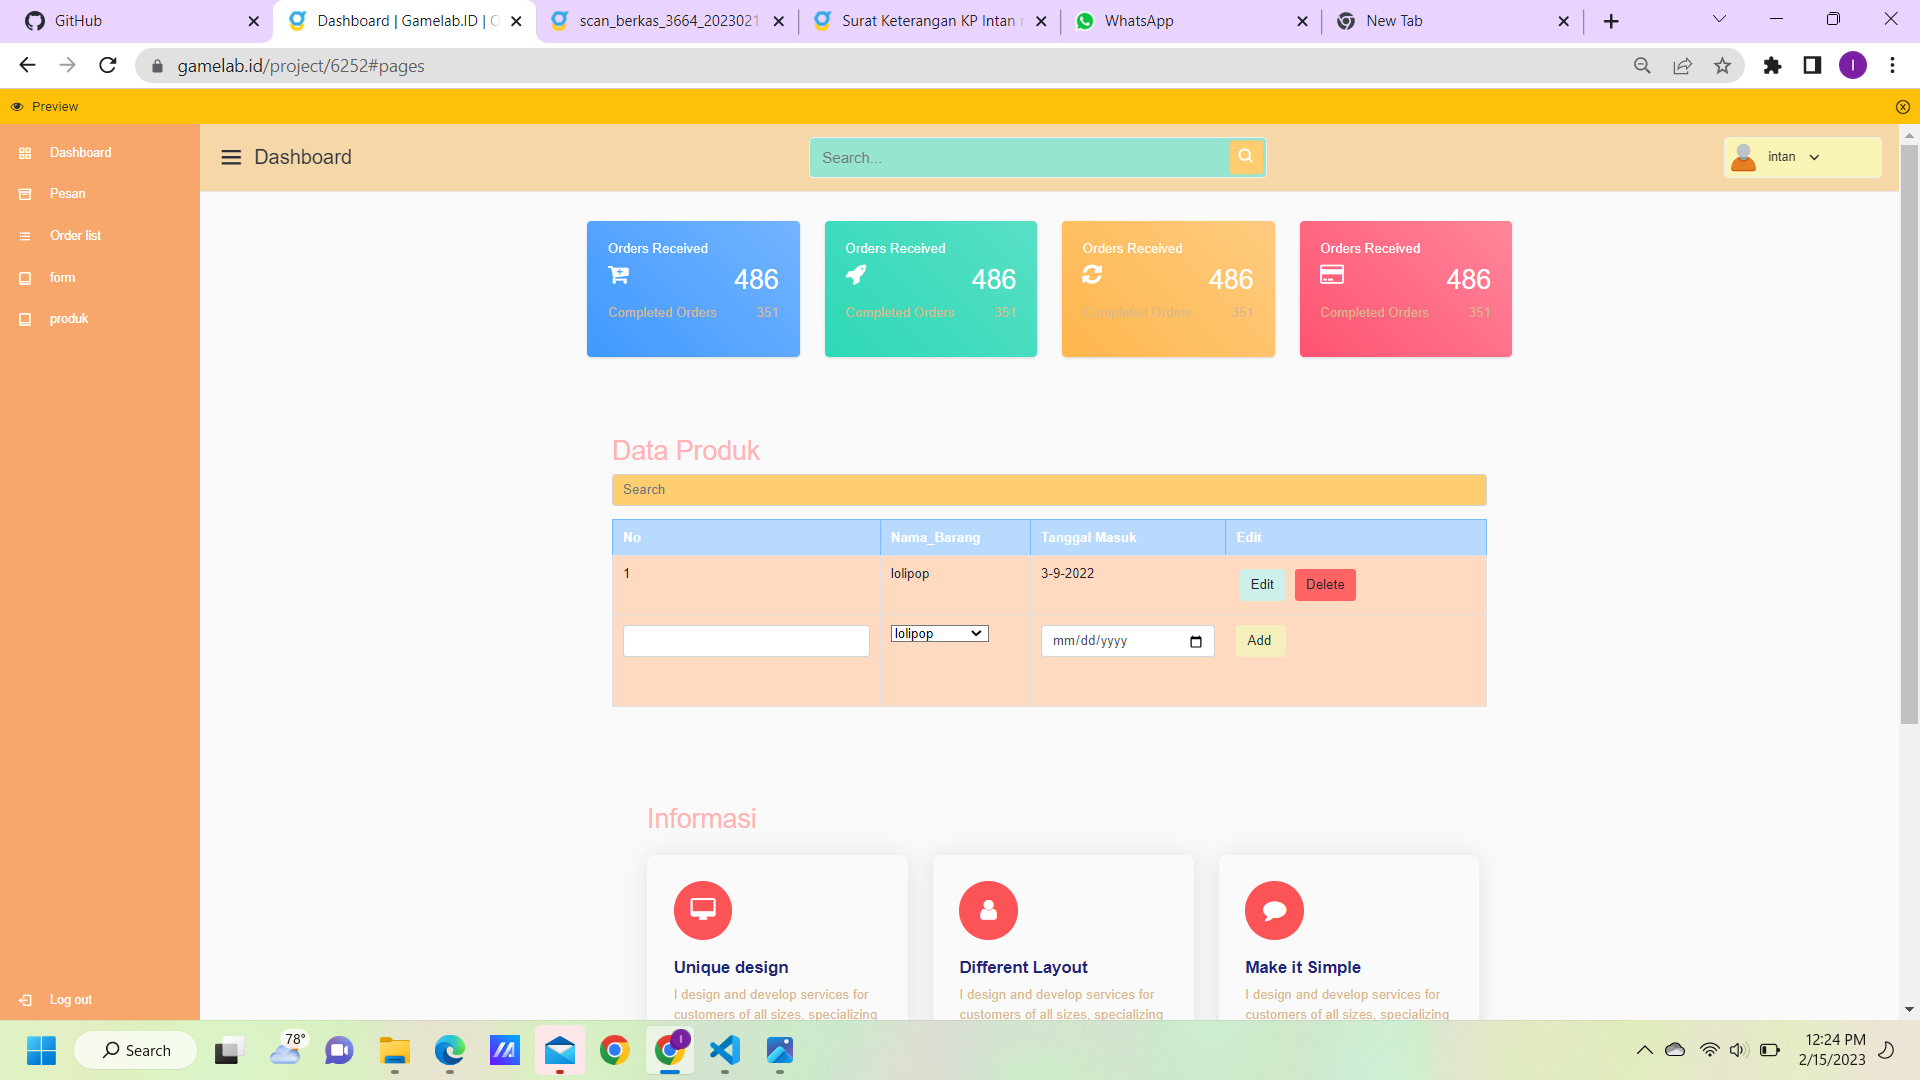 GitHub
Dashboard | Gamelab.ID | O
scan_berkas_3664_2023021
Surat Keterangan KP Intan
WhatsApp
New Tab
gamelab.id/project/6252#pages
I
Preview
Dashboard
Pesan
Order list
form
produk
Log out
Dashboard
Search...
intan
Orders Received
486
Completed Orders 351
Orders Received
486
Completed Orders 351
Orders Received
486
Completed Orders 351
Orders Received
486
Completed Orders 351
Data Produk
Search
No Nama_Barang Tanggal Masuk Edit
1 lolipop 3-9-2022 Edit Delete
lolipop mm/dd/yyyy Add
Informasi
Unique design
I design and develop services for
customers of all sizes, specializing
Different Layout
I design and develop services for
customers of all sizes, specializing
Make it Simple
I design and develop services for
customers of all sizes, specializing
Search
78°
I
12:24 PM
2/15/2023